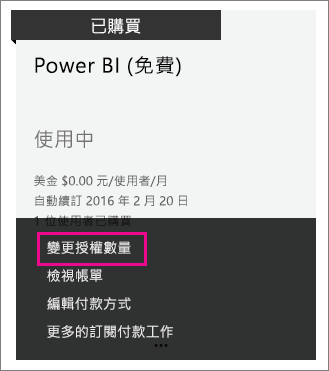 已購買
Power BI (免費)
使用中
美金 $0.00 元/使用者/月
自動續訂 2016 年 2 月 20 日
1 位使用者已購買
變更授權數量
檢視帳單
編輯付款方式
更多的訂閱付款工作
...